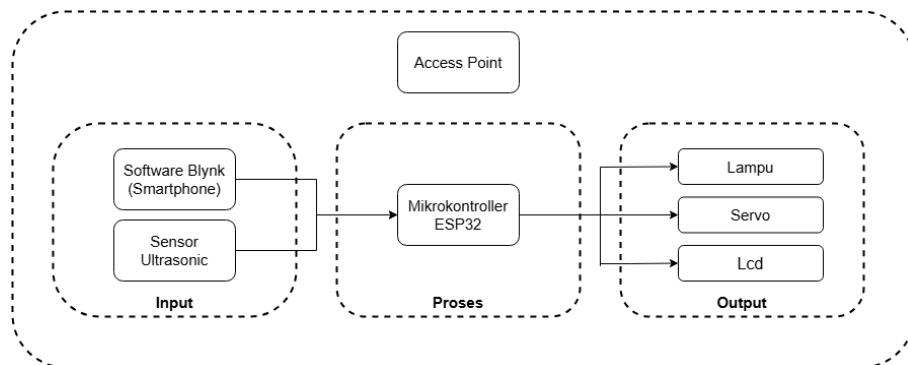 Access Point
Software Blynk
(Smartphone)
Sensor
Ultrasonic
Input
Mikrokontroller
ESP32
Proses
Lampu
Servo
Lcd
Output